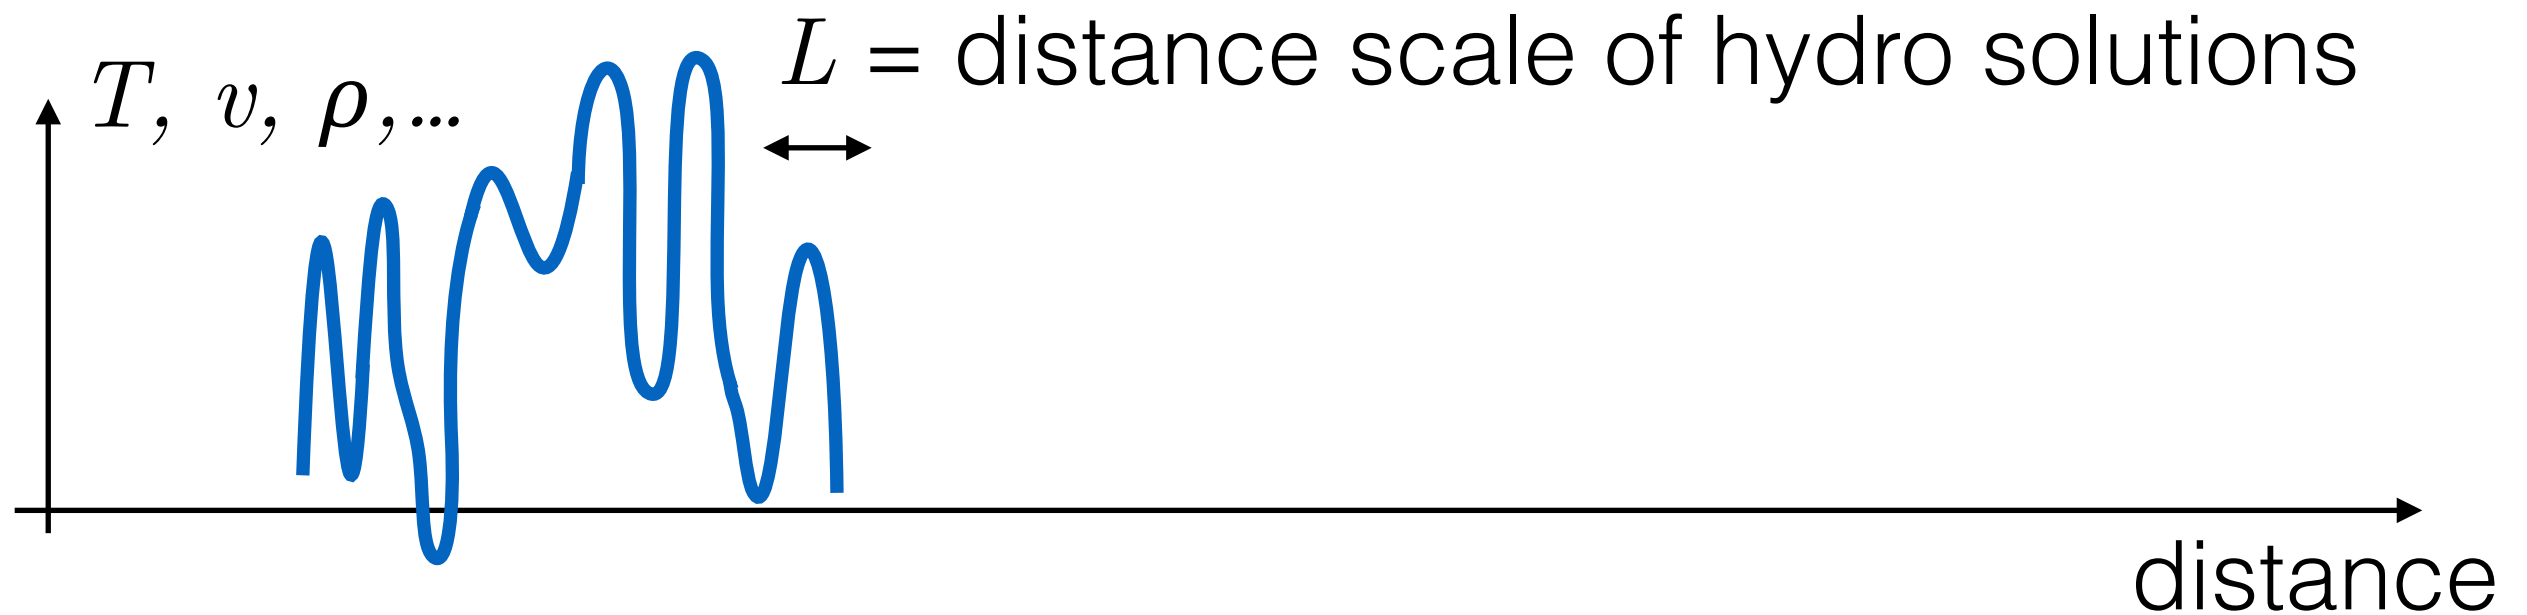 L = distance scale of hydro solutions
T, v, ρ,...
distance